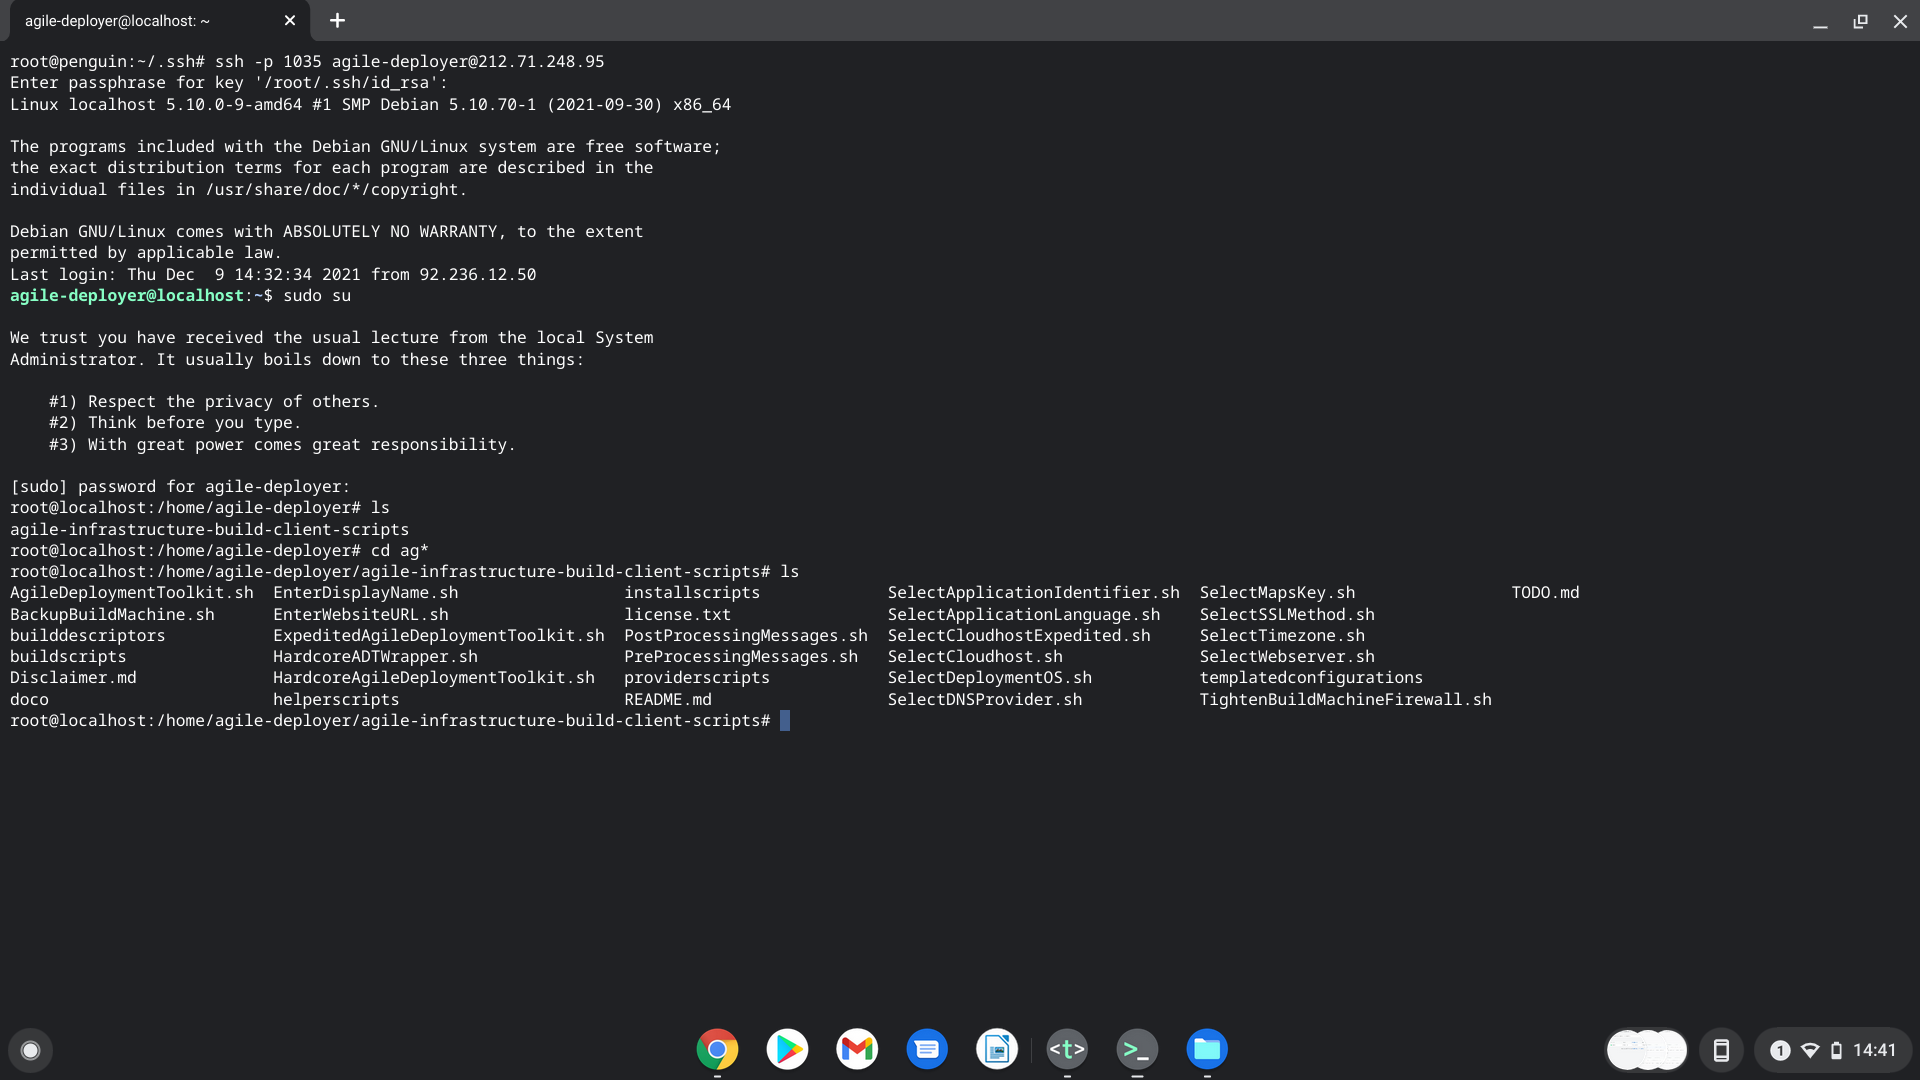 agile-deployer@localhost: ~
root@penguin:~/.ssh# ssh -p 1035 agile-deployer@212.71.248.95
Enter passphrase for key '/root/.ssh/id_rsa':
Linux localhost 5.10.0-9-amd64 #1 SMP Debian 5.10.70-1 (2021-09-30) x86_64

The programs included with the Debian GNU/Linux system are free software;
the exact distribution terms for each program are described in the
individual files in /usr/share/doc/*/copyright.

Debian GNU/Linux comes with ABSOLUTELY NO WARRANTY, to the extent
permitted by applicable law.
Last login: Thu Dec  9 14:32:34 2021 from 92.236.12.50
agile-deployer@localhost:~$ sudo su

We trust you have received the usual lecture from the local System
Administrator. It usually boils down to these three things:

    #1) Respect the privacy of others.
    #2) Think before you type.
    #3) With great power comes great responsibility.

[sudo] password for agile-deployer:
root@localhost:/home/agile-deployer# ls
agile-infrastructure-build-client-scripts
root@localhost:/home/agile-deployer# cd ag*
root@localhost:/home/agile-deployer/agile-infrastructure-build-client-scripts# ls
AgileDeploymentToolkit.sh  EnterDisplayName.sh                 installscripts             SelectApplicationIdentifier.sh  SelectMapsKey.sh                TODO.md
BackupBuildMachine.sh      EnterWebsiteURL.sh                  license.txt                SelectApplicationLanguage.sh    SelectSSLMethod.sh
builddescriptors           ExpeditedAgileDeploymentToolkit.sh  PostProcessingMessages.sh  SelectCloudhostExpedited.sh     SelectTimezone.sh
buildscripts               HardcoreADTWrapper.sh               PreProcessingMessages.sh   SelectCloudhost.sh              SelectWebserver.sh
Disclaimer.md              HardcoreAgileDeploymentToolkit.sh   providerscripts            SelectDeploymentOS.sh           templatedconfigurations
doco                       helperscripts                       README.md                  SelectDNSProvider.sh            TightenBuildMachineFirewall.sh
root@localhost:/home/agile-deployer/agile-infrastructure-build-client-scripts#
<t> >_ 1 14:41